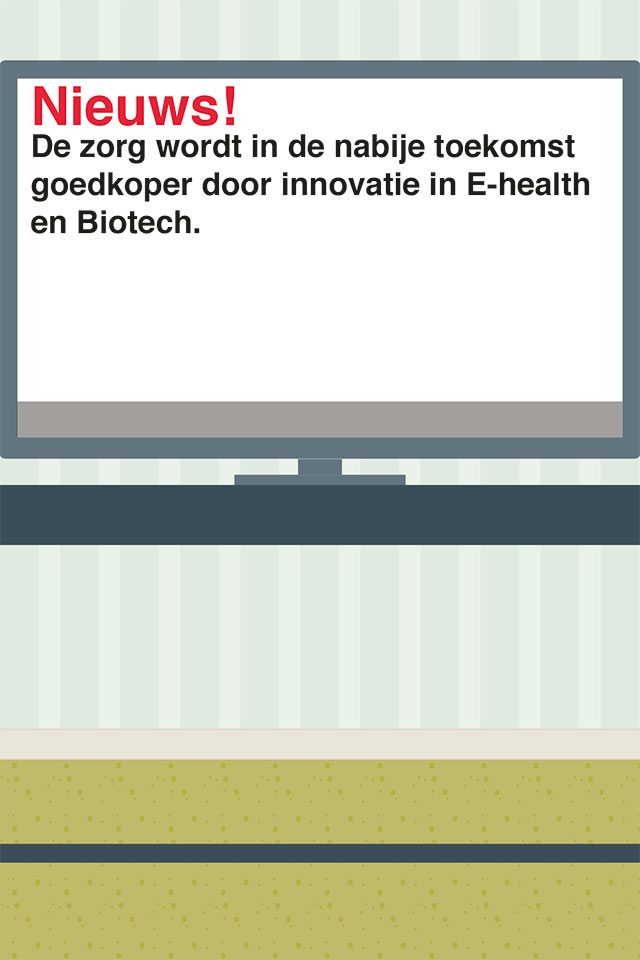 Nieuws!
De zorg wordt in de nabije toekomst
goedkoper door innovatie in E-health
en Biotech.